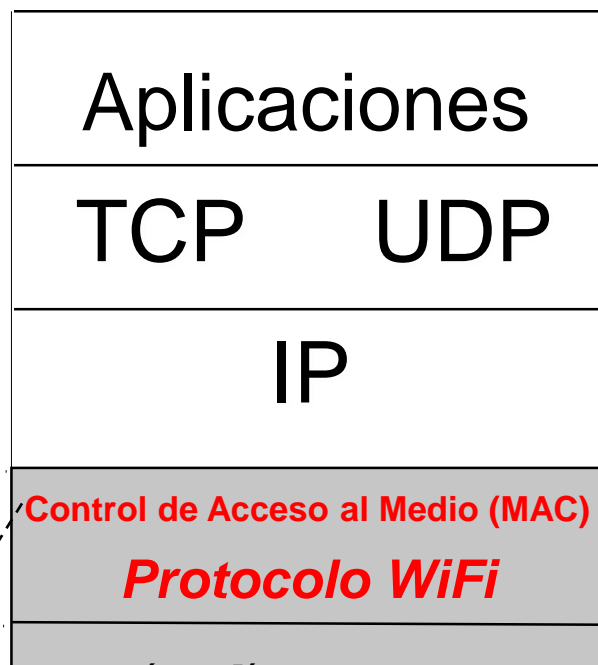 Aplicaciones
TCP UDP
IP
Control de Acceso al Medio (MAC)
Protocolo WiFi